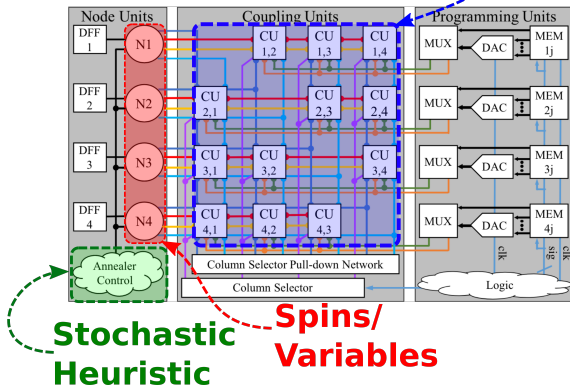 Node Units
Coupling Units
Programming Units
DFF
1
N1
CU
1,2
CU
1,3
CU
1,4
MUX
DAC
MEM
1j
DFF
2
N2
CU
2,1
CU
2,3
CU
2,4
MUX
DAC
MEM
2j
DFF
3
N3
CU
3,1
CU
3,2
CU
3,4
MUX
DAC
MEM
3j
DFF
4
N4
CU
4,1
CU
4,2
CU
4,3
MUX
DAC
MEM
4j
clk
sig
clk
Annealer
Control
Column Selector Pull-down Network
Column Selector
Logic
Stochastic
Heuristic
Spins/
Variables